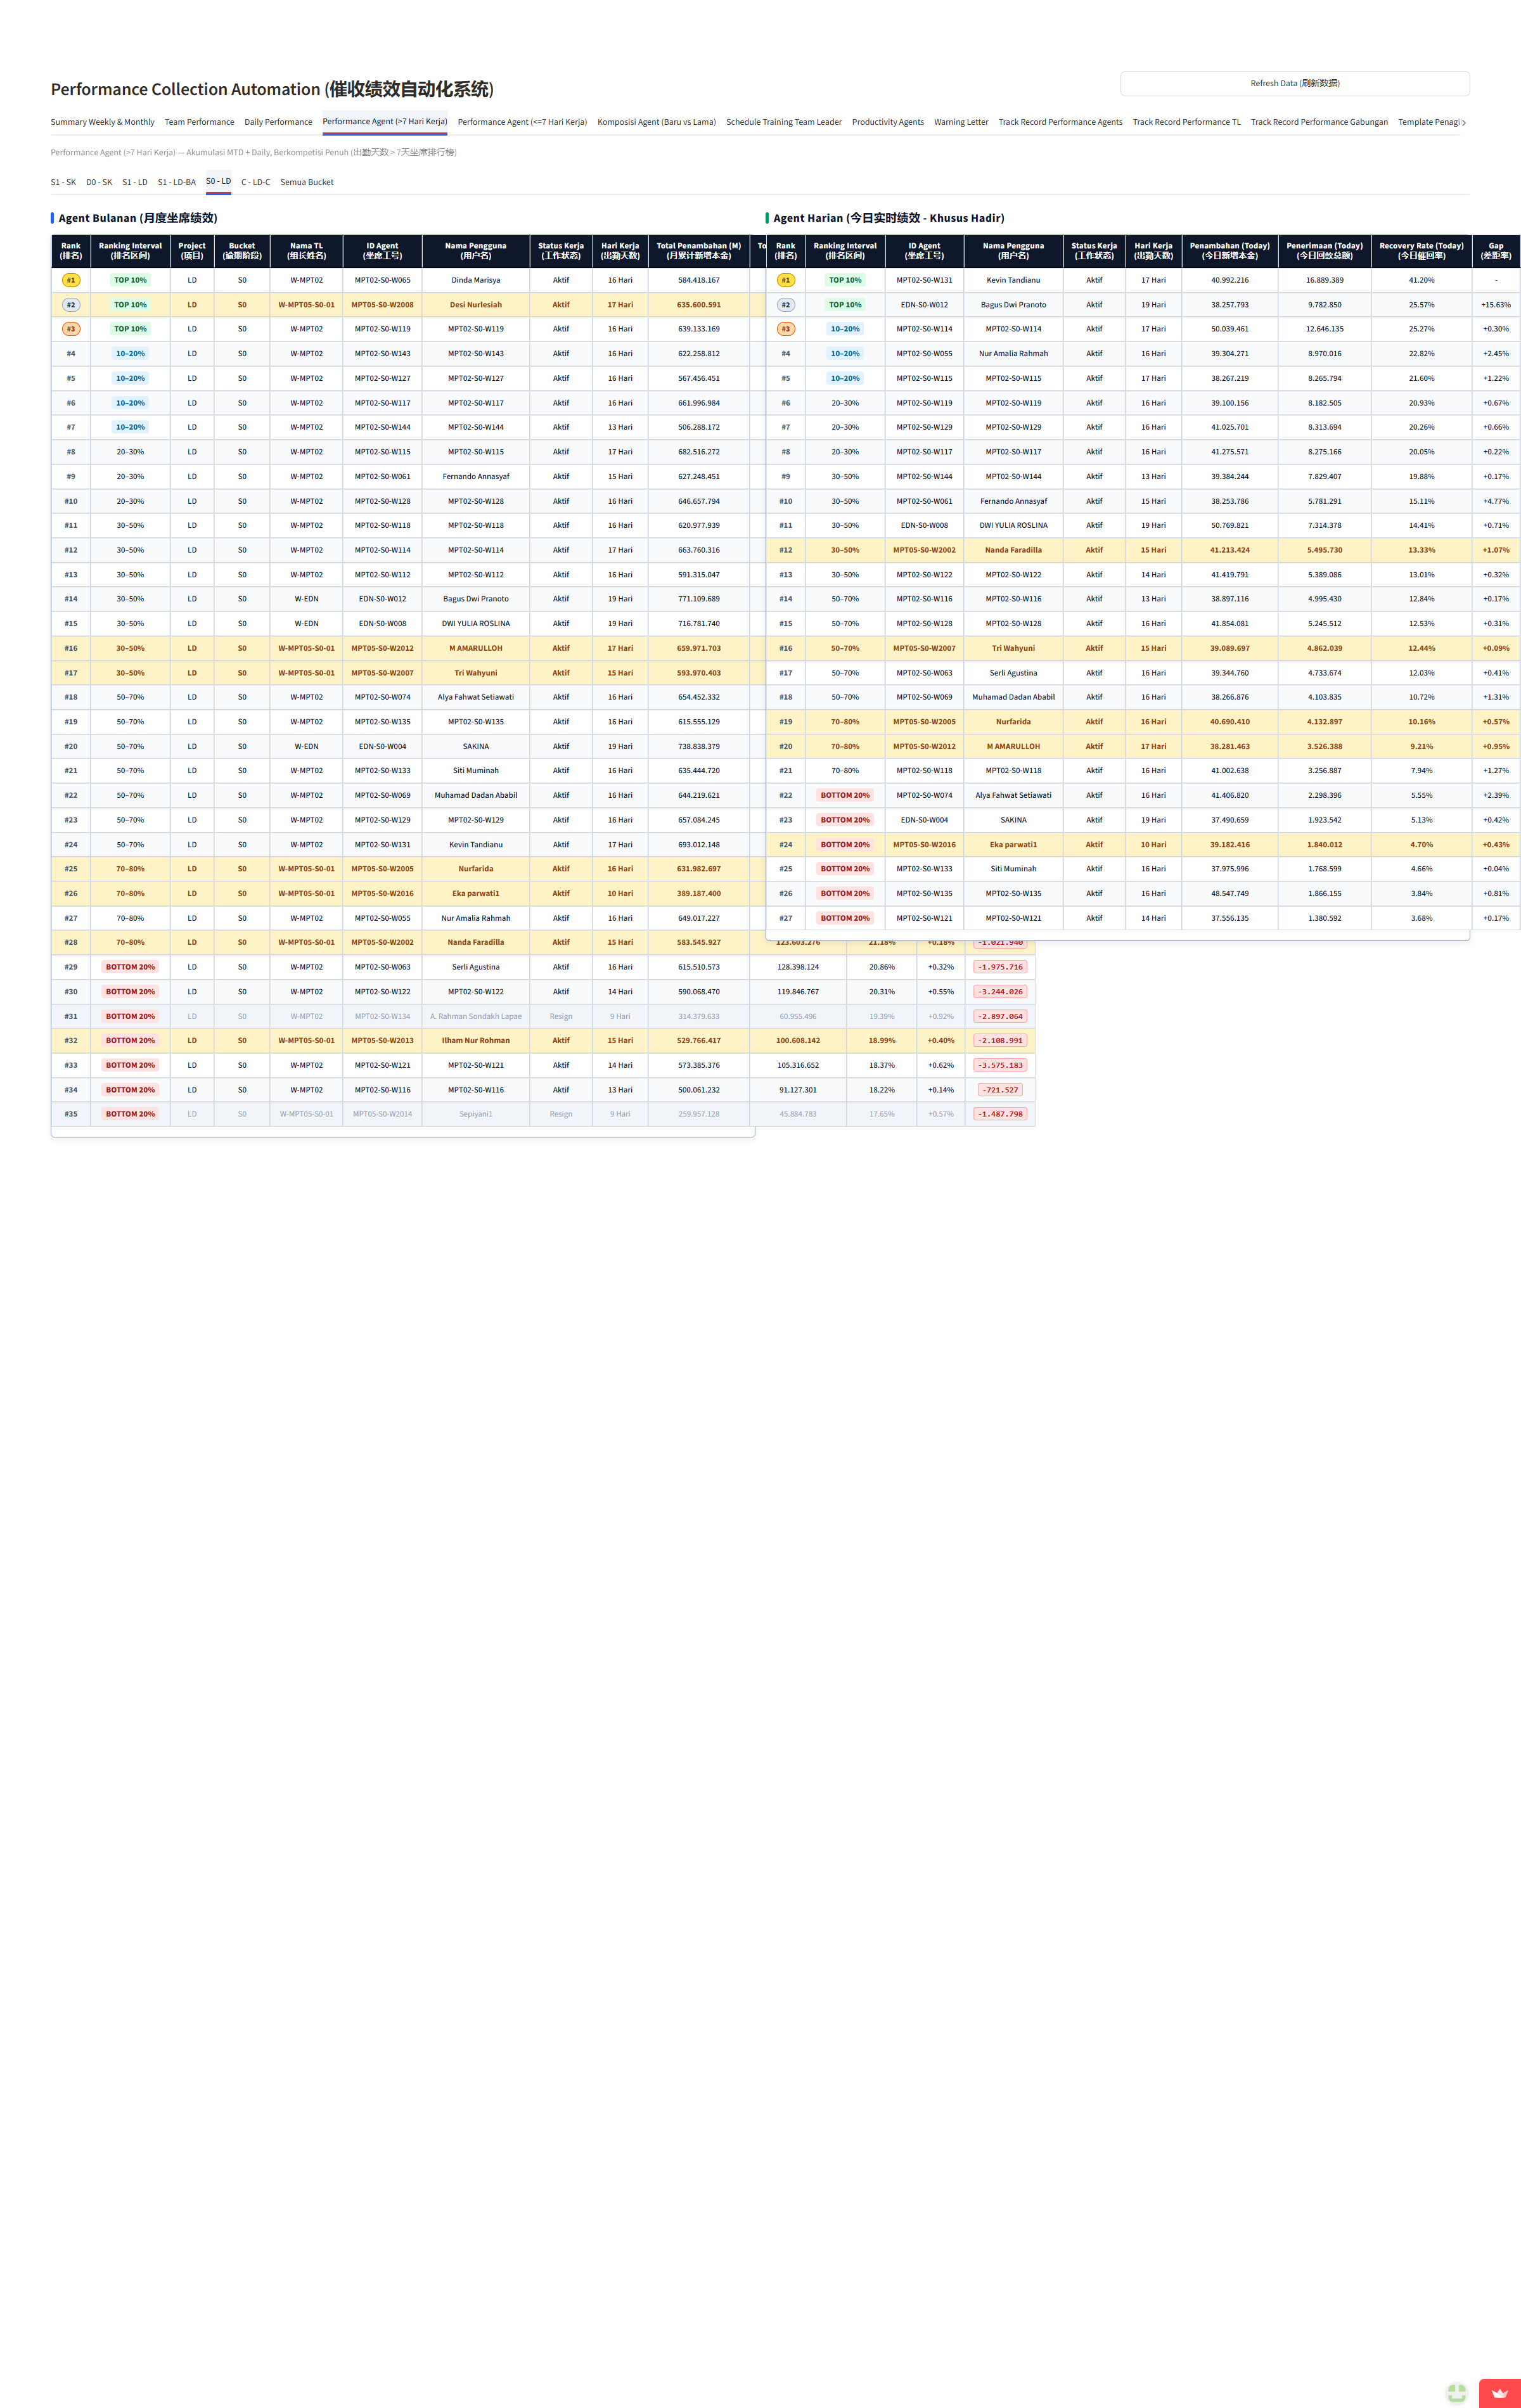 Performance Collection Automation (催收绩效自动化系统)
Refresh Data (刷新数据)
Summary Weekly & Monthly Team Performance Daily Performance Performance Agent (>7 Hari Kerja) Performance Agent (<=7 Hari Kerja) Komposisi Agent (Baru vs Lama) Schedule Training Team Leader Productivity Agents Warning Letter Track Record Performance Agents Track Record Performance TL Track Record Performance Gabungan Template Penagi
Performance Agent (>7 Hari Kerja) — Akumulasi MTD + Daily, Berkompetisi Penuh (出勤天数 > 7天坐席排行榜)
S1 - SK D0 - SK S1 - LD S1 - LD-BA S0 - LD C - LD-C Semua Bucket
Agent Bulanan (月度坐席绩效)
Rank Ranking Interval Project Bucket Nama TL ID Agent Nama Pengguna Status Kerja Hari Kerja Total Penambahan (M) To
(排名) (排名区间) (项目) (逾期阶段) (组长姓名) (坐席工号) (用户名) (工作状态) (出勤天数) (月累计新增本金)
#1 TOP 10% LD S0 W-MPT02 MPT02-S0-W065 Dinda Marisya Aktif 16 Hari 584.418.167
#2 TOP 10% LD S0 W-MPT05-S0-01 MPT05-S0-W2008 Desi Nurlesiah Aktif 17 Hari 635.600.591
#3 TOP 10% LD S0 W-MPT02 MPT02-S0-W119 MPT02-S0-W119 Aktif 16 Hari 639.133.169
#4 10–20% LD S0 W-MPT02 MPT02-S0-W143 MPT02-S0-W143 Aktif 16 Hari 622.258.812
#5 10–20% LD S0 W-MPT02 MPT02-S0-W127 MPT02-S0-W127 Aktif 16 Hari 567.456.451
#6 10–20% LD S0 W-MPT02 MPT02-S0-W117 MPT02-S0-W117 Aktif 16 Hari 661.996.984
#7 10–20% LD S0 W-MPT02 MPT02-S0-W144 MPT02-S0-W144 Aktif 13 Hari 506.288.172
#8 20–30% LD S0 W-MPT02 MPT02-S0-W115 MPT02-S0-W115 Aktif 17 Hari 682.516.272
#9 20–30% LD S0 W-MPT02 MPT02-S0-W061 Fernando Annasyaf Aktif 15 Hari 627.248.451
#10 20–30% LD S0 W-MPT02 MPT02-S0-W128 MPT02-S0-W128 Aktif 16 Hari 646.657.794
#11 30–50% LD S0 W-MPT02 MPT02-S0-W118 MPT02-S0-W118 Aktif 16 Hari 620.977.939
#12 30–50% LD S0 W-MPT02 MPT02-S0-W114 MPT02-S0-W114 Aktif 17 Hari 663.760.316
#13 30–50% LD S0 W-MPT02 MPT02-S0-W112 MPT02-S0-W112 Aktif 16 Hari 591.315.047
#14 30–50% LD S0 W-EDN EDN-S0-W012 Bagus Dwi Pranoto Aktif 19 Hari 771.109.689
#15 30–50% LD S0 W-EDN EDN-S0-W008 DWI YULIA ROSLINA Aktif 19 Hari 716.781.740
#16 30–50% LD S0 W-MPT05-S0-01 MPT05-S0-W2012 M AMARULLOH Aktif 17 Hari 659.971.703
#17 30–50% LD S0 W-MPT05-S0-01 MPT05-S0-W2007 Tri Wahyuni Aktif 15 Hari 593.970.403
#18 50–70% LD S0 W-MPT02 MPT02-S0-W074 Alya Fahwat Setiawati Aktif 16 Hari 654.452.332
#19 50–70% LD S0 W-MPT02 MPT02-S0-W135 MPT02-S0-W135 Aktif 16 Hari 615.555.129
#20 50–70% LD S0 W-EDN EDN-S0-W004 SAKINA Aktif 19 Hari 738.838.379
#21 50–70% LD S0 W-MPT02 MPT02-S0-W133 Siti Muminah Aktif 16 Hari 635.444.720
#22 50–70% LD S0 W-MPT02 MPT02-S0-W069 Muhamad Dadan Ababil Aktif 16 Hari 644.219.621
#23 50–70% LD S0 W-MPT02 MPT02-S0-W129 MPT02-S0-W129 Aktif 16 Hari 657.084.245
#24 50–70% LD S0 W-MPT02 MPT02-S0-W131 Kevin Tandianu Aktif 17 Hari 693.012.148
#25 70–80% LD S0 W-MPT05-S0-01 MPT05-S0-W2005 Nurfarida Aktif 16 Hari 631.982.697
#26 70–80% LD S0 W-MPT05-S0-01 MPT05-S0-W2016 Eka parwati1 Aktif 10 Hari 389.187.400
#27 70–80% LD S0 W-MPT02 MPT02-S0-W055 Nur Amalia Rahmah Aktif 16 Hari 649.017.227
#28 70–80% LD S0 W-MPT05-S0-01 MPT05-S0-W2002 Nanda Faradilla Aktif 15 Hari 583.545.927 123.603.276 21.18% +0.18% -1.021.940
#29 BOTTOM 20% LD S0 W-MPT02 MPT02-S0-W063 Serli Agustina Aktif 16 Hari 615.510.573 128.398.124 20.86% +0.32% -1.975.716
#30 BOTTOM 20% LD S0 W-MPT02 MPT02-S0-W122 MPT02-S0-W122 Aktif 14 Hari 590.068.470 119.846.767 20.31% +0.55% -3.244.026
#31 BOTTOM 20% LD S0 W-MPT02 MPT02-S0-W134 A. Rahman Sondakh Lapae Resign 9 Hari 314.379.633 60.955.496 19.39% +0.92% -2.897.064
#32 BOTTOM 20% LD S0 W-MPT05-S0-01 MPT05-S0-W2013 Ilham Nur Rohman Aktif 15 Hari 529.766.417 100.608.142 18.99% +0.40% -2.108.991
#33 BOTTOM 20% LD S0 W-MPT02 MPT02-S0-W121 MPT02-S0-W121 Aktif 14 Hari 573.385.376 105.316.652 18.37% +0.62% -3.575.183
#34 BOTTOM 20% LD S0 W-MPT02 MPT02-S0-W116 MPT02-S0-W116 Aktif 13 Hari 500.061.232 91.127.301 18.22% +0.14% -721.527
#35 BOTTOM 20% LD S0 W-MPT05-S0-01 MPT05-S0-W2014 Sepiyani1 Resign 9 Hari 259.957.128 45.884.783 17.65% +0.57% -1.487.798
Agent Harian (今日实时绩效 - Khusus Hadir)
Rank Ranking Interval ID Agent Nama Pengguna Status Kerja Hari Kerja Penambahan (Today) Penerimaan (Today) Recovery Rate (Today) Gap
(排名) (排名区间) (坐席工号) (用户名) (工作状态) (出勤天数) (今日新增本金) (今日回款总额) (今日催回率) (差距率)
#1 TOP 10% MPT02-S0-W131 Kevin Tandianu Aktif 17 Hari 40.992.216 16.889.389 41.20% -
#2 TOP 10% EDN-S0-W012 Bagus Dwi Pranoto Aktif 19 Hari 38.257.793 9.782.850 25.57% +15.63%
#3 10–20% MPT02-S0-W114 MPT02-S0-W114 Aktif 17 Hari 50.039.461 12.646.135 25.27% +0.30%
#4 10–20% MPT02-S0-W055 Nur Amalia Rahmah Aktif 16 Hari 39.304.271 8.970.016 22.82% +2.45%
#5 10–20% MPT02-S0-W115 MPT02-S0-W115 Aktif 17 Hari 38.267.219 8.265.794 21.60% +1.22%
#6 20–30% MPT02-S0-W119 MPT02-S0-W119 Aktif 16 Hari 39.100.156 8.182.505 20.93% +0.67%
#7 20–30% MPT02-S0-W129 MPT02-S0-W129 Aktif 16 Hari 41.025.701 8.313.694 20.26% +0.66%
#8 20–30% MPT02-S0-W117 MPT02-S0-W117 Aktif 16 Hari 41.275.571 8.275.166 20.05% +0.22%
#9 30–50% MPT02-S0-W144 MPT02-S0-W144 Aktif 13 Hari 39.384.244 7.829.407 19.88% +0.17%
#10 30–50% MPT02-S0-W061 Fernando Annasyaf Aktif 15 Hari 38.253.786 5.781.291 15.11% +4.77%
#11 30–50% EDN-S0-W008 DWI YULIA ROSLINA Aktif 19 Hari 50.769.821 7.314.378 14.41% +0.71%
#12 30–50% MPT05-S0-W2002 Nanda Faradilla Aktif 15 Hari 41.213.424 5.495.730 13.33% +1.07%
#13 30–50% MPT02-S0-W122 MPT02-S0-W122 Aktif 14 Hari 41.419.791 5.389.086 13.01% +0.32%
#14 50–70% MPT02-S0-W116 MPT02-S0-W116 Aktif 13 Hari 38.897.116 4.995.430 12.84% +0.17%
#15 50–70% MPT02-S0-W128 MPT02-S0-W128 Aktif 16 Hari 41.854.081 5.245.512 12.53% +0.31%
#16 50–70% MPT05-S0-W2007 Tri Wahyuni Aktif 15 Hari 39.089.697 4.862.039 12.44% +0.09%
#17 50–70% MPT02-S0-W063 Serli Agustina Aktif 16 Hari 39.344.760 4.733.674 12.03% +0.41%
#18 50–70% MPT02-S0-W069 Muhamad Dadan Ababil Aktif 16 Hari 38.266.876 4.103.835 10.72% +1.31%
#19 70–80% MPT05-S0-W2005 Nurfarida Aktif 16 Hari 40.690.410 4.132.897 10.16% +0.57%
#20 70–80% MPT05-S0-W2012 M AMARULLOH Aktif 17 Hari 38.281.463 3.526.388 9.21% +0.95%
#21 70–80% MPT02-S0-W118 MPT02-S0-W118 Aktif 16 Hari 41.002.638 3.256.887 7.94% +1.27%
#22 BOTTOM 20% MPT02-S0-W074 Alya Fahwat Setiawati Aktif 16 Hari 41.406.820 2.298.396 5.55% +2.39%
#23 BOTTOM 20% EDN-S0-W004 SAKINA Aktif 19 Hari 37.490.659 1.923.542 5.13% +0.42%
#24 BOTTOM 20% MPT05-S0-W2016 Eka parwati1 Aktif 10 Hari 39.182.416 1.840.012 4.70% +0.43%
#25 BOTTOM 20% MPT02-S0-W133 Siti Muminah Aktif 16 Hari 37.975.996 1.768.599 4.66% +0.04%
#26 BOTTOM 20% MPT02-S0-W135 MPT02-S0-W135 Aktif 16 Hari 48.547.749 1.866.155 3.84% +0.81%
#27 BOTTOM 20% MPT02-S0-W121 MPT02-S0-W121 Aktif 14 Hari 37.556.135 1.380.592 3.68% +0.17%